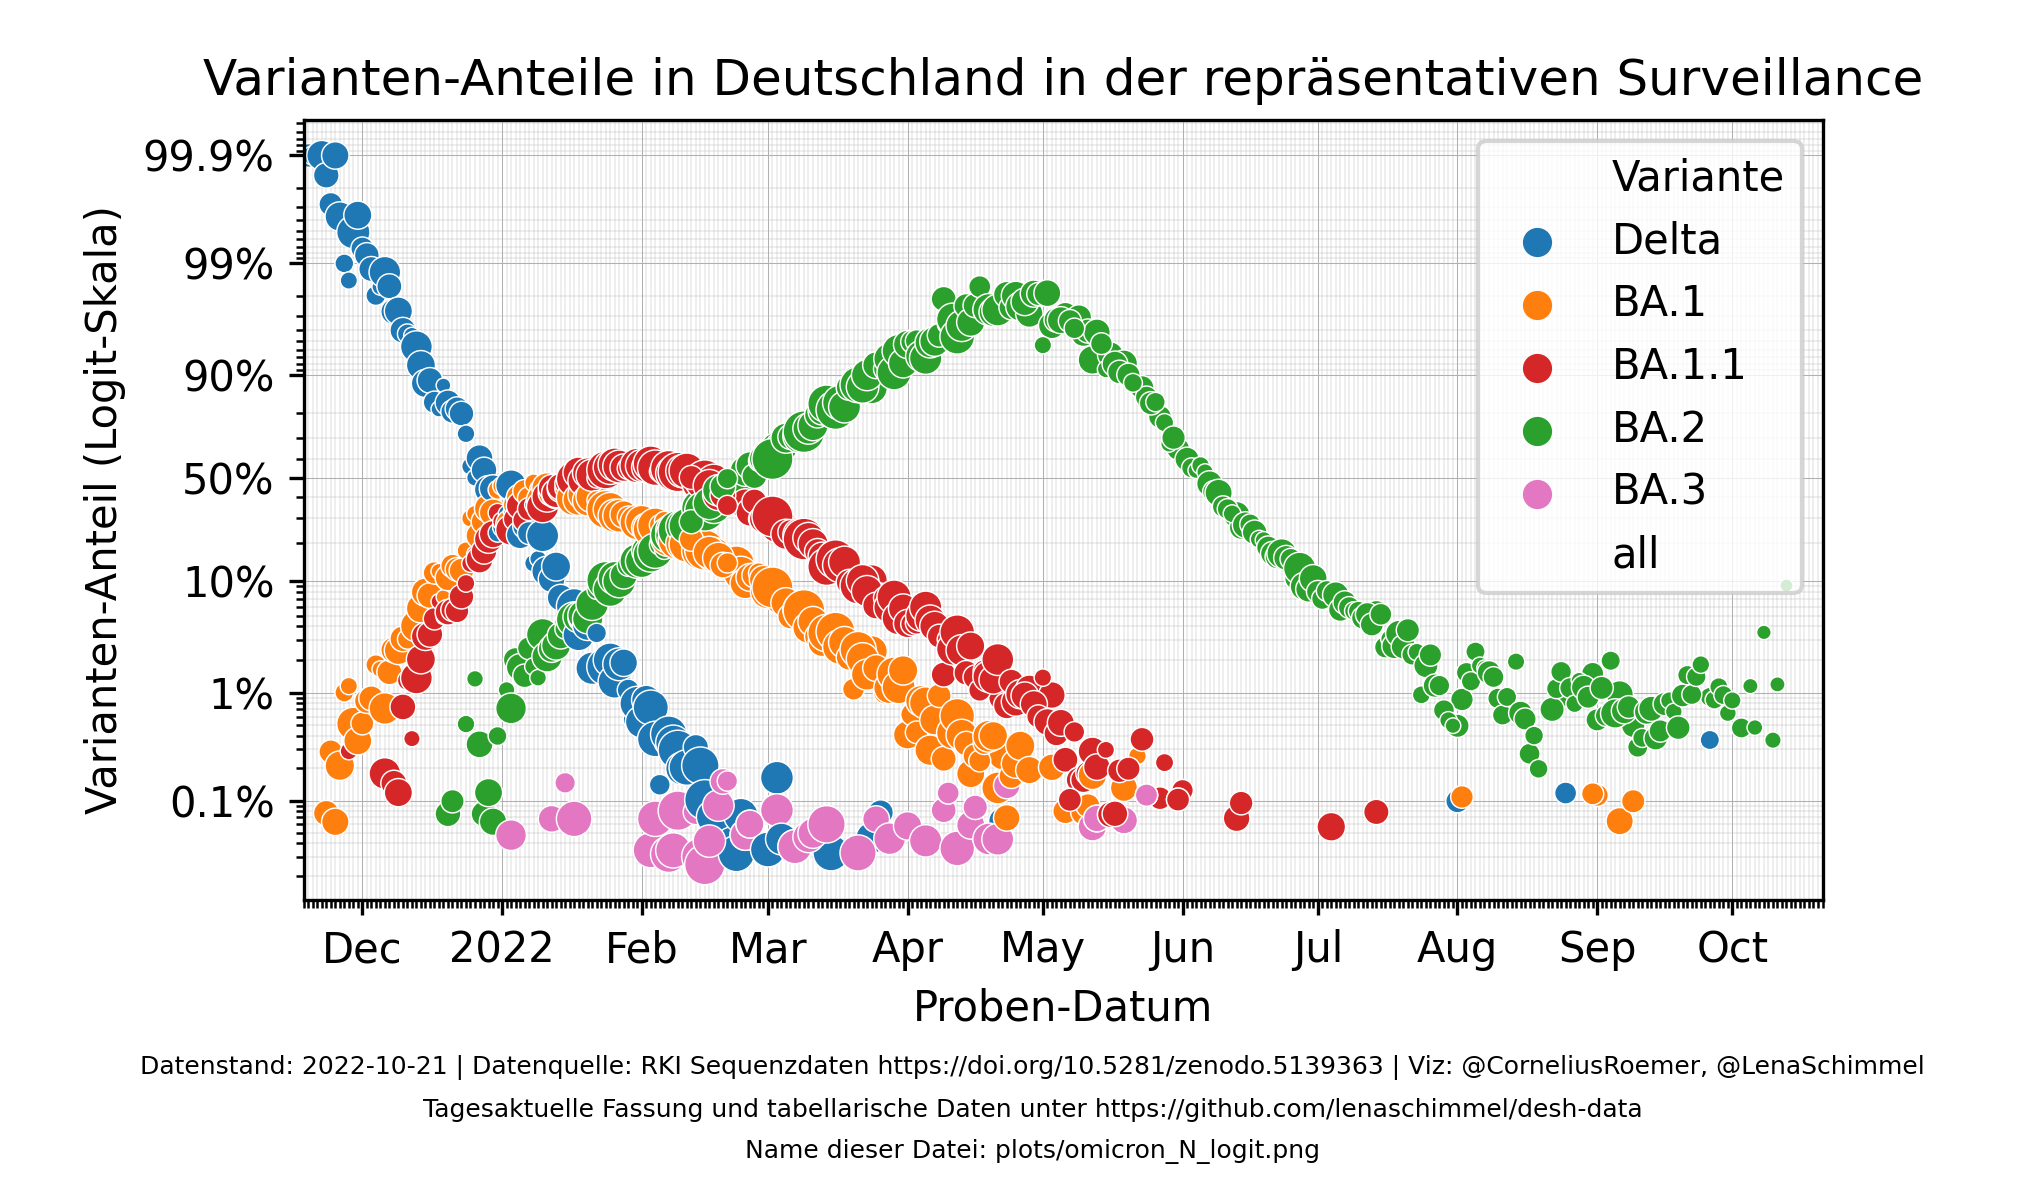 Varianten-Anteile in Deutschland in der repräsentativen Surveillance
Varianten-Anteil (Logit-Skala)
99.9%
99%
90%
50%
10%
1%
0.1%
Variante
Delta
BA.1
BA.1.1
BA.2
BA.3
all
Dec 2022 Feb Mar Apr May Jun Jul Aug Sep Oct
Proben-Datum
Datenstand: 2022-10-21 | Datenquelle: RKI Sequenzdaten https://doi.org/10.5281/zenodo.5139363 | Viz: @CorneliusRoemer, @LenaSchimmel
Tagesaktuelle Fassung und tabellarische Daten unter https://github.com/lenaschimmel/desh-data
Name dieser Datei: plots/omicron_N_logit.png